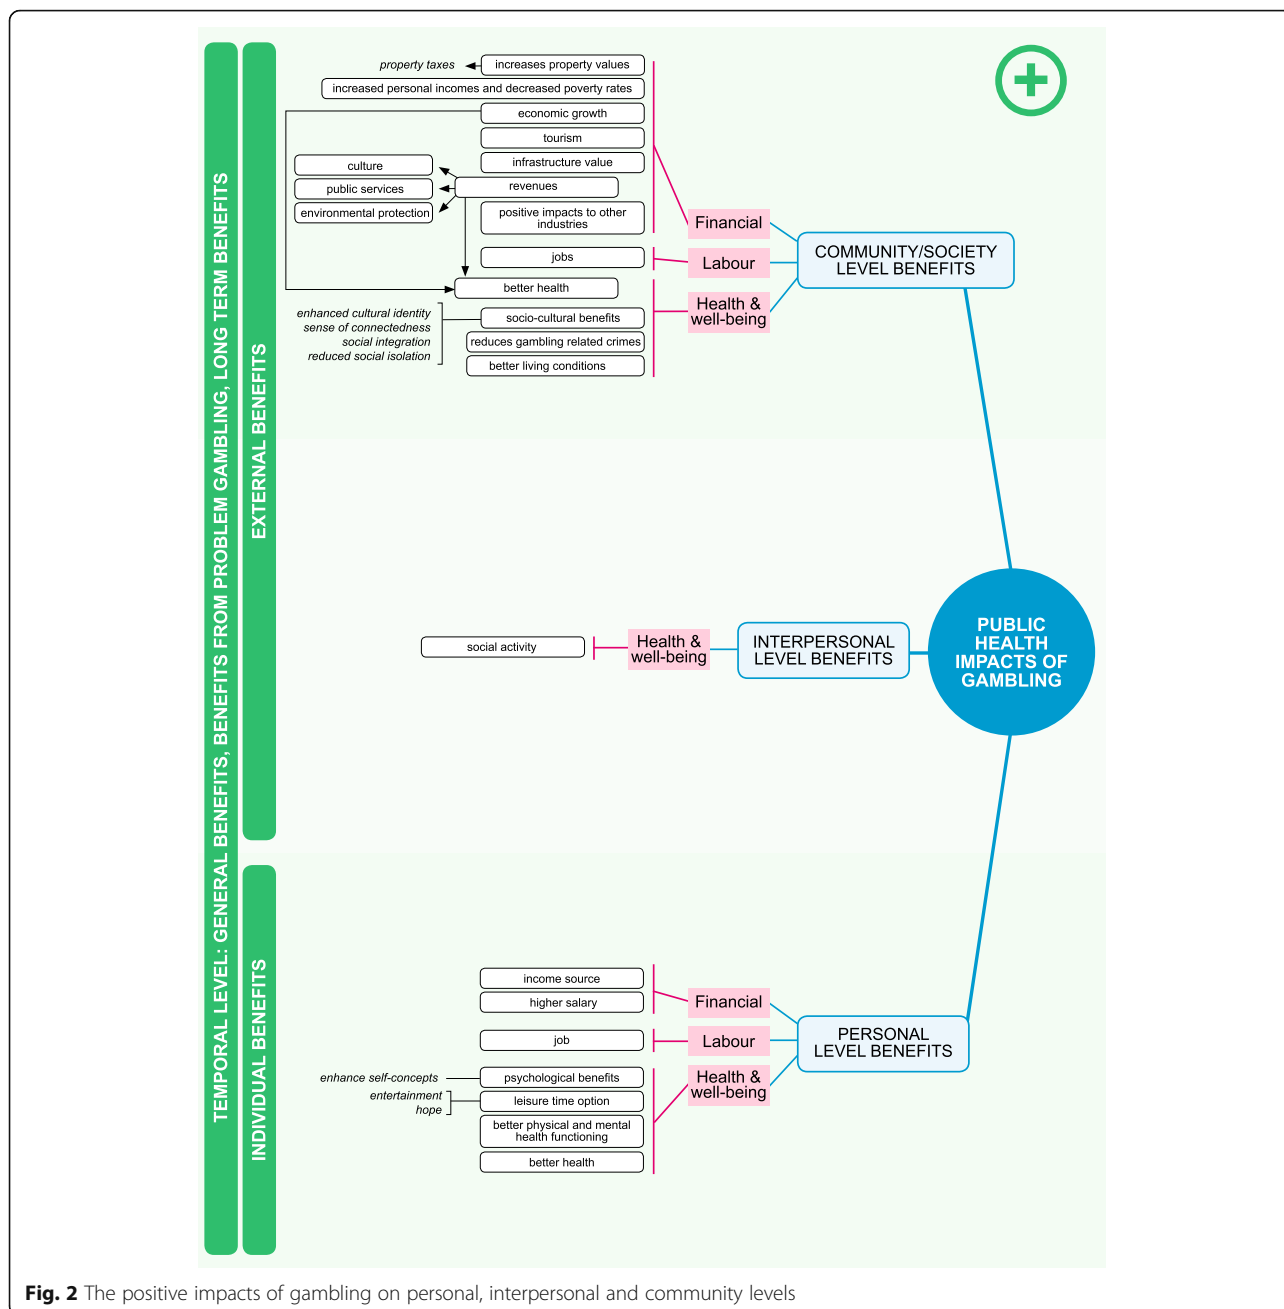 TEMPORAL LEVEL: GENERAL BENEFITS, BENEFITS FROM PROBLEM GAMBLING, LONG TERM BENEFITS
EXTERNAL BENEFITS
INDIVIDUAL BENEFITS
property taxes
increases property values
increased personal incomes and decreased poverty rates
economic growth
tourism
infrastructure value
culture
public services
environmental protection
revenues
positive impacts to other
industries
jobs
better health
enhanced cultural identity
sense of connectedness
social integration
reduced social isolation
socio-cultural benefits
reduces gambling related crimes
better living conditions
Financial
Labour
Health &
well-being
COMMUNITY/SOCIETY
LEVEL BENEFITS
social activity
Health &
well-being
INTERPERSONAL
LEVEL BENEFITS
PUBLIC
HEALTH
IMPACTS OF
GAMBLING
income source
higher salary
job
enhance self-concepts
psychological benefits
entertainment
hope
leisure time option
better physical and mental
health functioning
better health
Financial
Labour
Health &
well-being
PERSONAL
LEVEL BENEFITS
Fig. 2 The positive impacts of gambling on personal, interpersonal and community levels